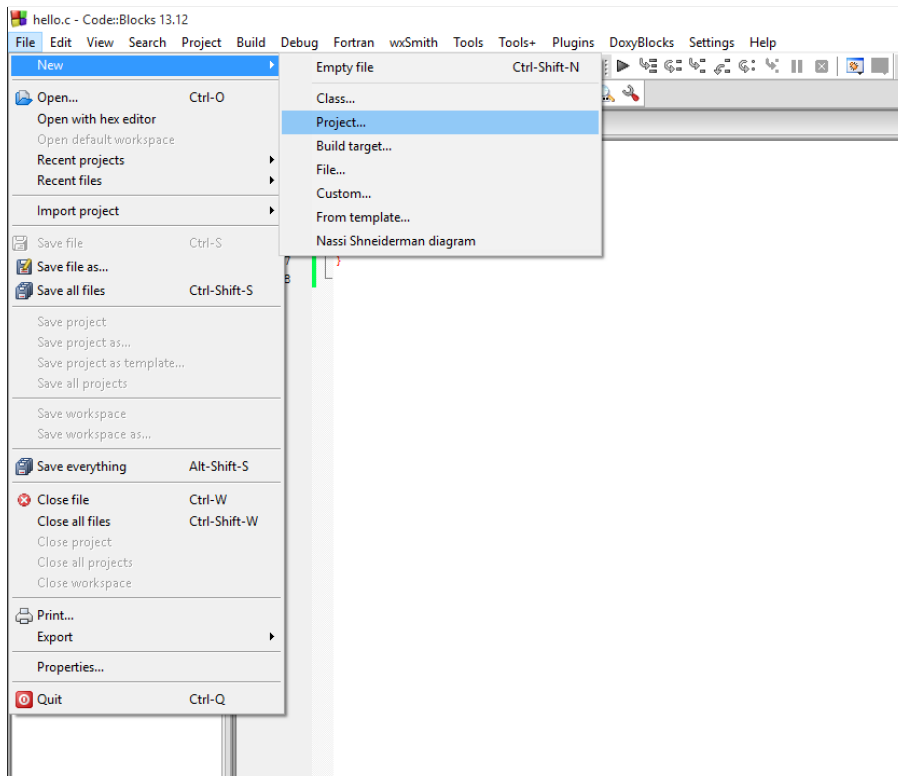 hello.c - Code::Blocks 13.12
File Edit View Search Project Build Debug Fortran wxSmith Tools Tools+ Plugins DoxyBlocks Settings Help
New
Open... Ctrl-O
Open with hex editor
Open default workspace
Recent projects
Recent files
Import project
Save file Ctrl-S
Save file as...
Save all files Ctrl-Shift-S
Save project
Save project as...
Save project as template...
Save all projects
Save workspace
Save workspace as...
Save everything Alt-Shift-S
Close file Ctrl-W
Close all files Ctrl-Shift-W
Close project
Close all projects
Close workspace
Print...
Export
Properties...
Quit Ctrl-Q
Empty file Ctrl-Shift-N
Class...
Project...
Build target...
File...
Custom...
From template...
Nassi Shneiderman diagram
7 }
8